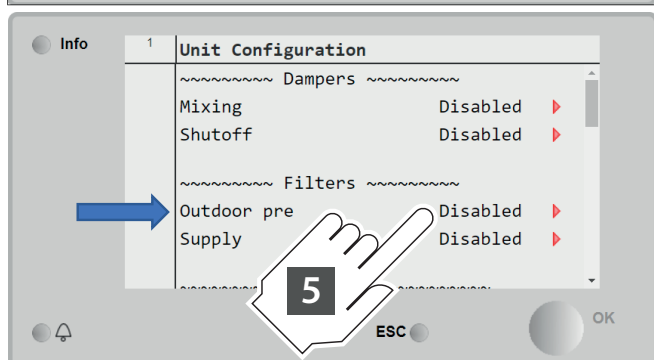 Info
1
Unit Configuration
~~~~~~~~~ Dampers ~~~~~~~~~
Mixing Disabled
Shutoff Disabled
~~~~~~~~~ Filters ~~~~~~~~~
Outdoor pre Disabled
Supply Disabled
5
ESC
OK